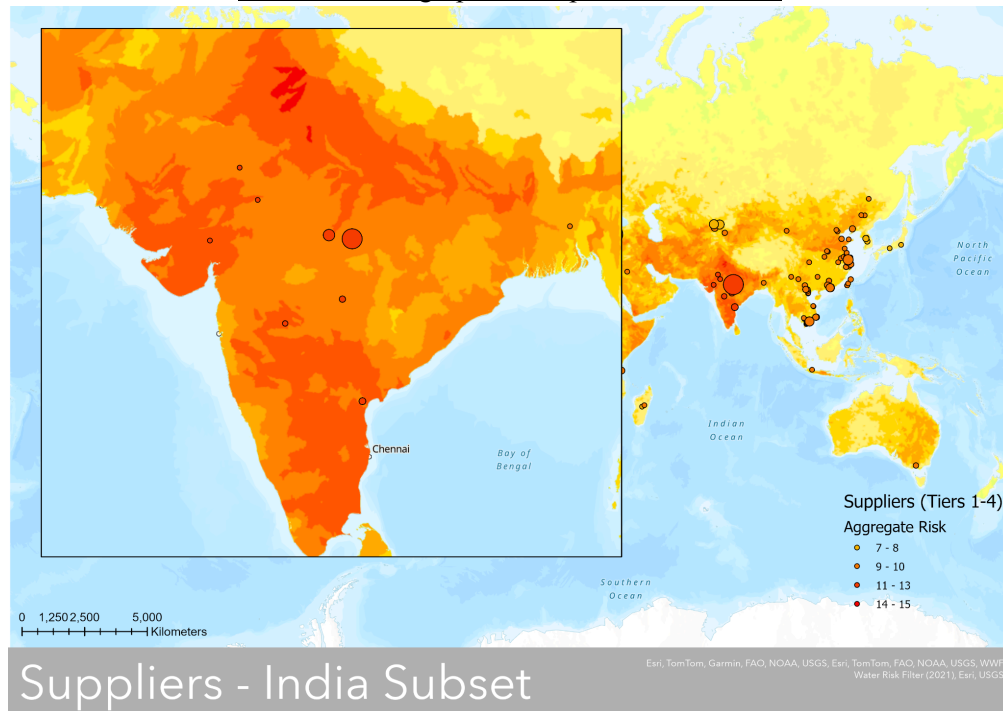 Chennai
Bay of
Bengal
North
Pacific
Ocean
Indian
Ocean
Southern
Ocean
Suppliers (Tiers 1-4)
Aggregate Risk
7 - 8
9 - 10
11 - 13
14 - 15
0 1,250 2,500 5,000
Kilometers
Suppliers - India Subset
Esri, TomTom, Garmin, FAO, NOAA, USGS, Esri, TomTom, FAO, NOAA, USGS, WWF
Water Risk Filter (2021), Esri, USGS